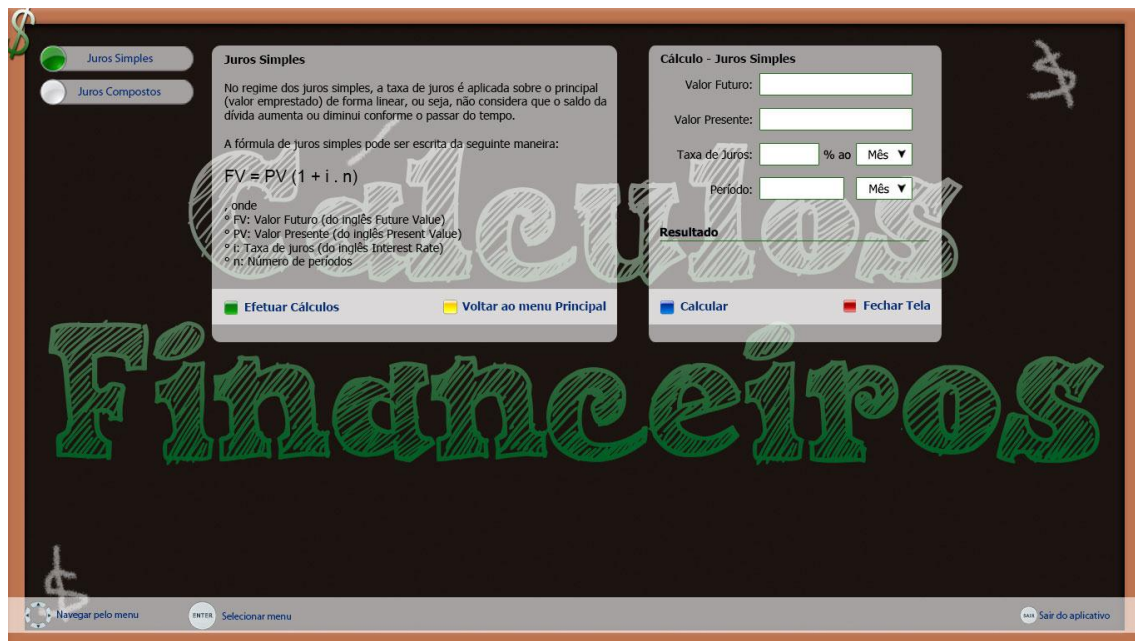 Juros Simples
Juros Compostos
Juros Simples
No regime dos juros simples, a taxa de juros é aplicada sobre o principal
(valor emprestado) de forma linear, ou seja, não considera que o saldo da
dívida aumenta ou diminui conforme o passar do tempo.
A fórmula de juros simples pode ser escrita da seguinte maneira:
FV = PV (1 + i . n)
, onde
° FV: Valor Futuro (do inglês Future Value)
° PV: Valor Presente (do inglês Present Value)
° i: Taxa de juros (do inglês Interest Rate)
° n: Número de períodos
Efetuar Cálculos
Voltar ao menu Principal
Cálculo - Juros Simples
Valor Futuro:
Valor Presente:
Taxa de Juros: % ao Mês
Período: Mês
Resultado
Calcular
Fechar Tela
Cálculos
Financeiros
$
$
$
Navegar pelo menu
ENTER Selecionar menu
SAIR Sair do aplicativo